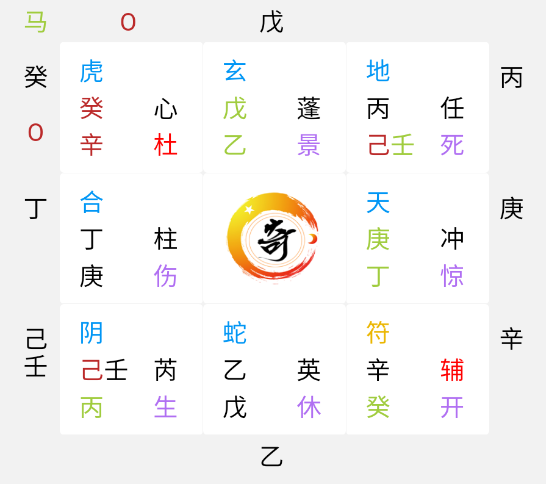 马 O 戊
癸 虎 玄 地 丙
癸 心 戊 蓬 丙 任
O 辛 杜 乙 景 己壬 死
丁 合 天 庚
丁 柱 奇 庚 冲
庚 伤 丁 惊
己壬 阴 蛇 符 辛
己壬 芮 乙 英 辛 辅
丙 生 戊 休 癸 开
乙